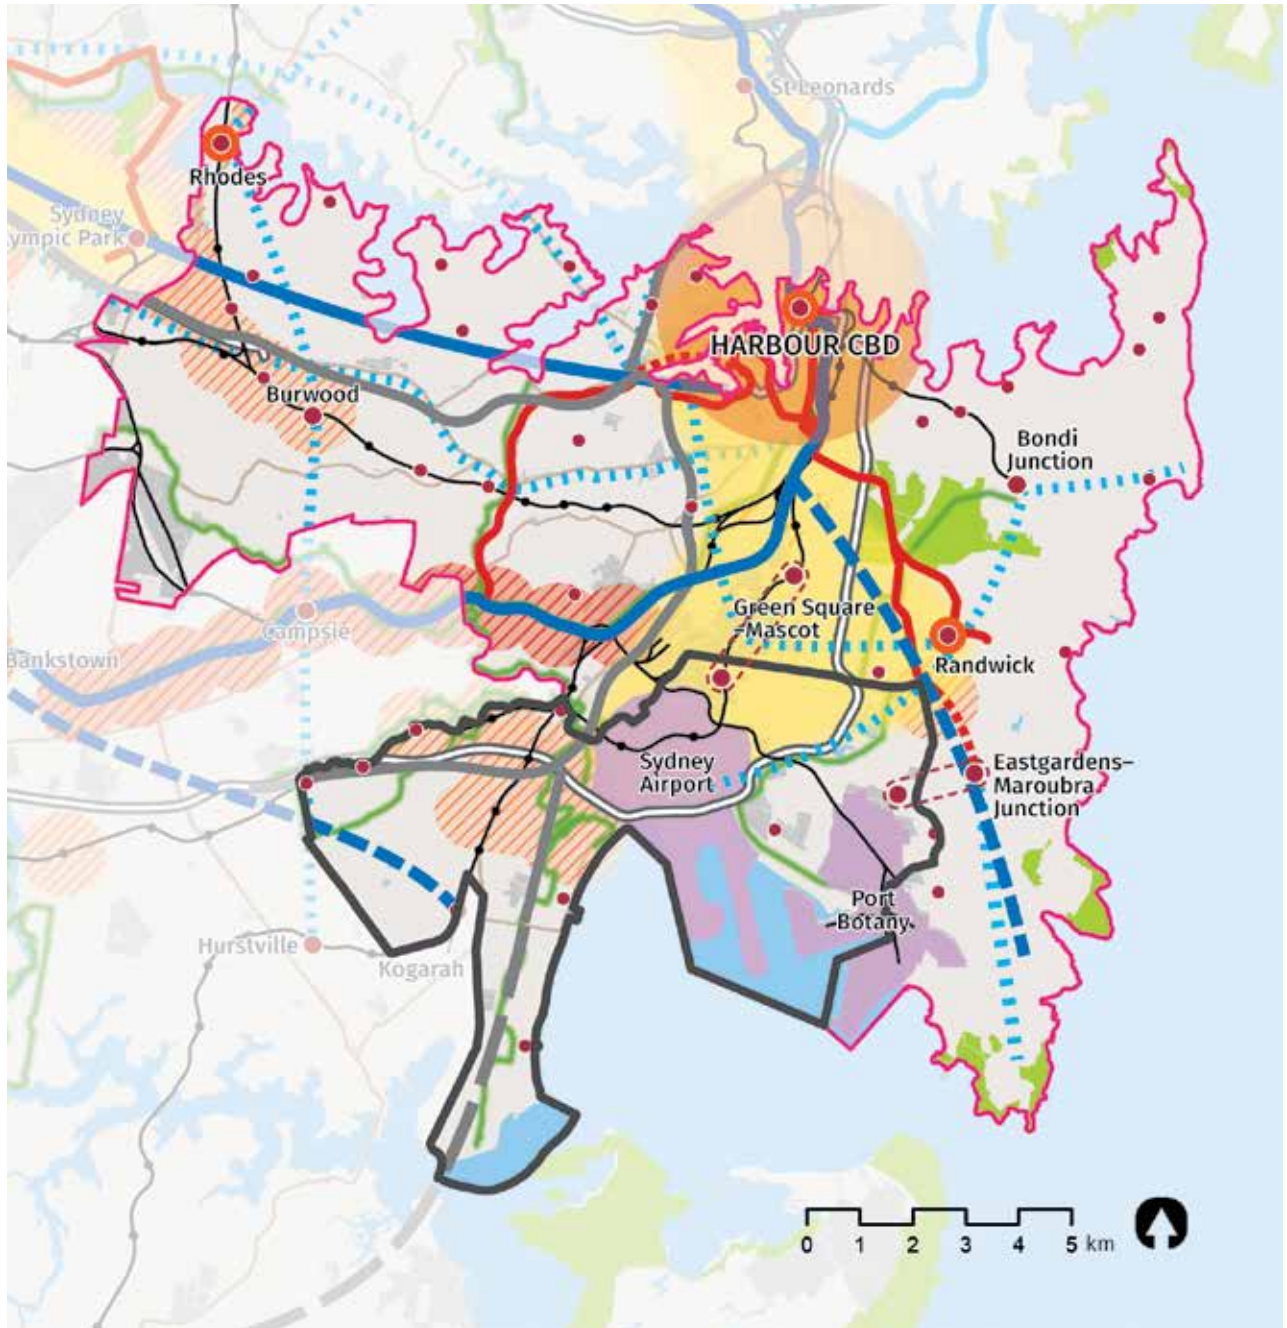 St Leonards
Rhodes
Sydney
ympic Park
HARBOUR CBD
Burwood
Bondi
Junction
Green Square
–Mascot
Campsie
Bankstown
Randwick
Sydney
Airport
Eastgardens–
Maroubra
Junction
Port
Botany
Hurstville
Kogarah
0 1 2 3 4 5 km